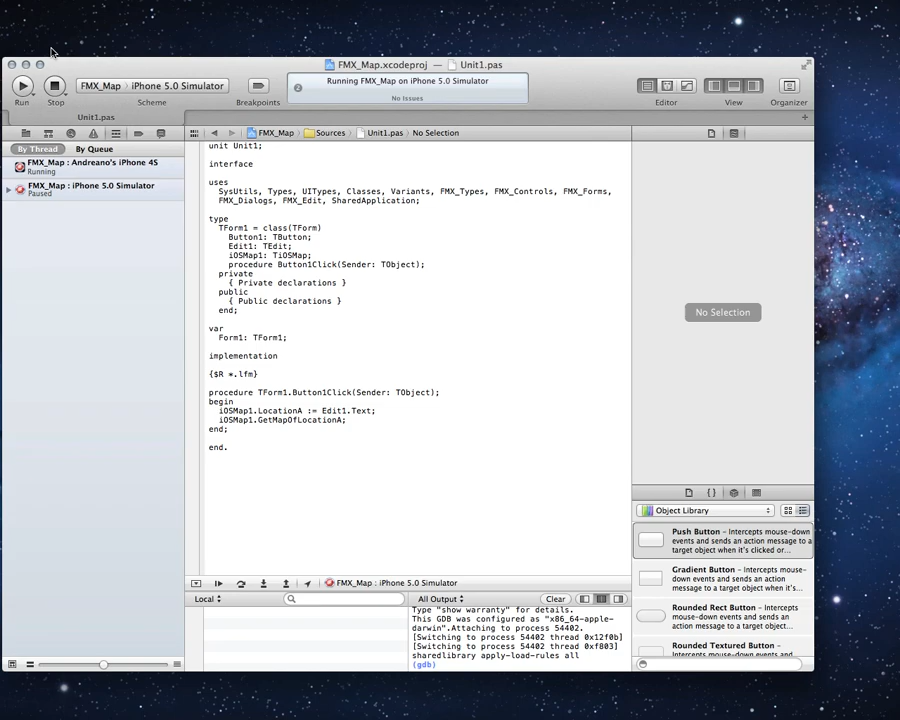 FMX_Map.xcodeproj — Unit1.pas
Run
Stop
FMX_Map
iPhone 5.0 Simulator
Scheme
Breakpoints
2
Running FMX_Map on iPhone 5.0 Simulator
No Issues
Editor
View
Organizer
Unit1.pas
FMX_Map
Sources
Unit1.pas
No Selection
By Thread
By Queue
FMX_Map : Andreano's iPhone 4S
Running
FMX_Map : iPhone 5.0 Simulator
Paused
unit Unit1;
interface
uses
SysUtils, Types, UITypes, Classes, Variants, FMX_Types, FMX_Controls, FMX_Forms,
FMX_Dialogs, FMX_Edit, SharedApplication;
type
TForm1 = class(TForm)
Button1: TButton;
Edit1: TEdit;
iOSMap1: TiOSMap;
procedure Button1Click(Sender: TObject);
private
{ Private declarations }
public
{ Public declarations }
end;
var
Form1: TForm1;
implementation
{$R *.lfm}
procedure TForm1.Button1Click(Sender: TObject);
begin
iOSMap1.LocationA := Edit1.Text;
iOSMap1.GetMapOfLocationA;
end;
end.
No Selection
Object Library
Push Button – Intercepts mouse-down
events and sends an action message to a
target object when it's clicked or...
Gradient Button – Intercepts mouse-
down events and sends an action
message to a target object when it's...
Rounded Rect Button – Intercepts
mouse-down events and sends an
action message to a target object...
Rounded Textured Button –
Intercepts mouse-down events and
FMX_Map : iPhone 5.0 Simulator
Local
All Output
Clear
Type "show warranty" for details.
This GDB was configured as "x86_64-apple-
darwin".Attaching to process 54402.
[Switching to process 54402 thread 0x12f0b]
[Switching to process 54402 thread 0xf803]
sharedlibrary apply-load-rules all
(gdb)